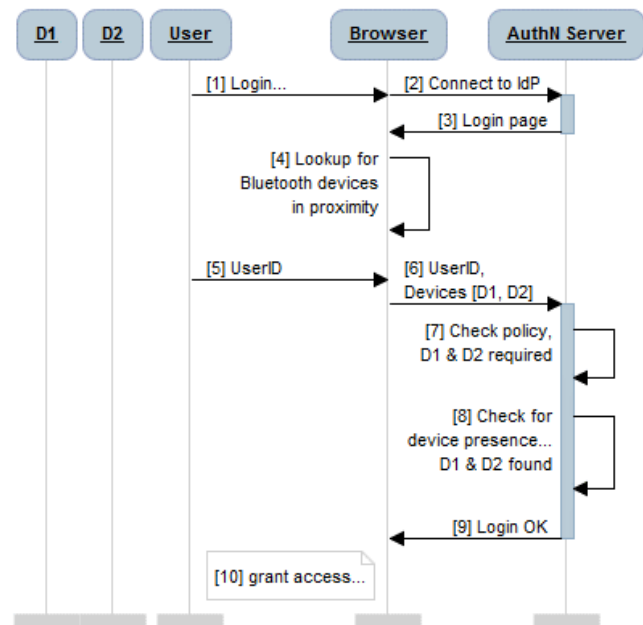 D1 D2 User Browser AuthN Server
[1] Login... [2] Connect to IdP
[3] Login page
[4] Lookup for
Bluetooth devices
in proximity
[5] UserID [6] UserID,
Devices [D1, D2]
[7] Check policy,
D1 & D2 required
[8] Check for
device presence...
D1 & D2 found
[9] Login OK
[10] grant access...